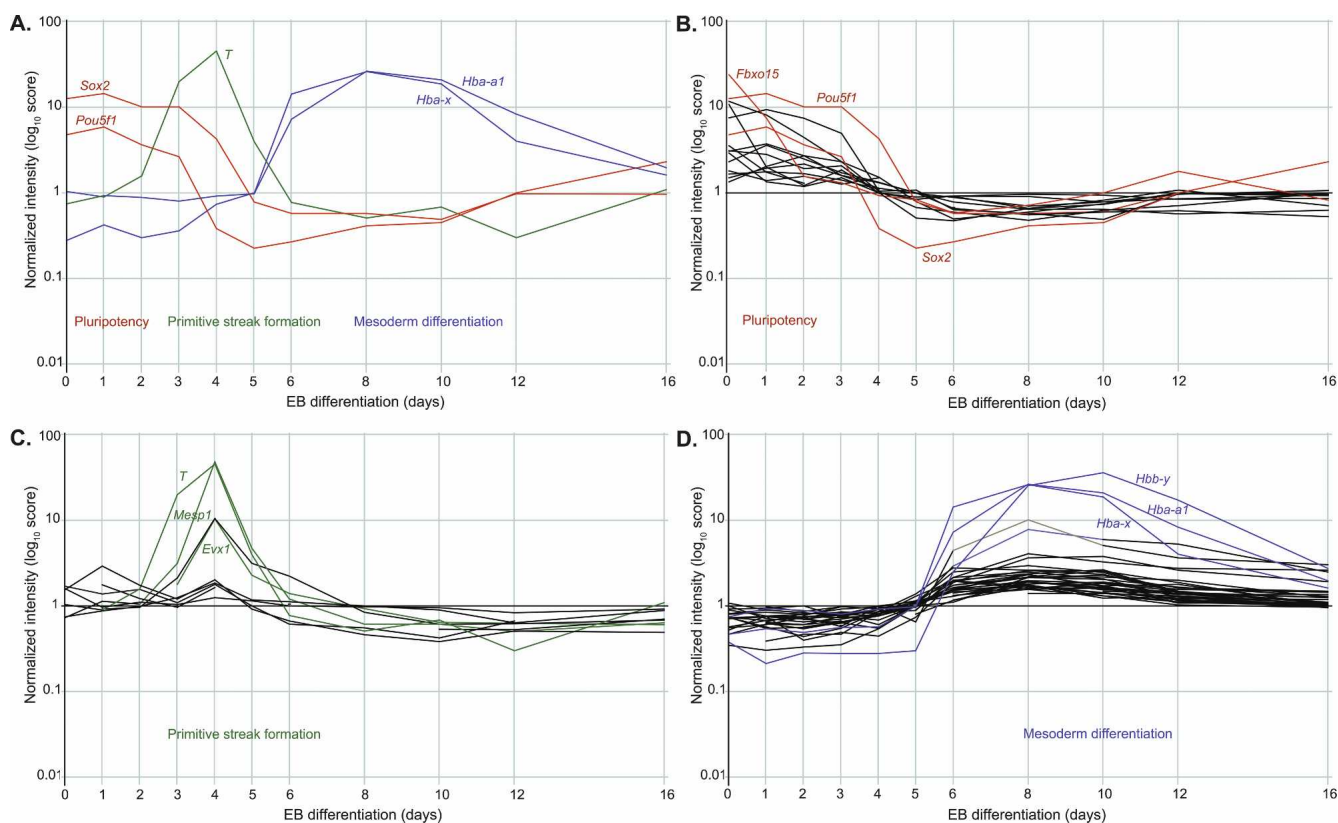 A.
Normalized intensity (log10 score)
100
10
1
0.1
0.01
Sox2
Pou5f1
T
Hba-a1
Hba-x
Pluripotency
Primitive streak formation
Mesoderm differentiation
0 1 2 3 4 5 6 8 10 12 16
EB differentiation (days)
B.
Normalized intensity (log10 score)
100
10
1
0.1
0.01
Fbxo15
Pou5f1
Sox2
Pluripotency
0 1 2 3 4 5 6 8 10 12 16
EB differentiation (days)
C.
Normalized intensity (log10 score)
100
10
1
0.1
0.01
T
Mesp1
Evx1
Primitive streak formation
0 1 2 3 4 5 6 8 10 12 16
EB differentiation (days)
D.
Normalized intensity (log10 score)
100
10
1
0.1
0.01
Hbb-y
Hba-a1
Hba-x
Mesoderm differentiation
0 1 2 3 4 5 6 8 10 12 16
EB differentiation (days)